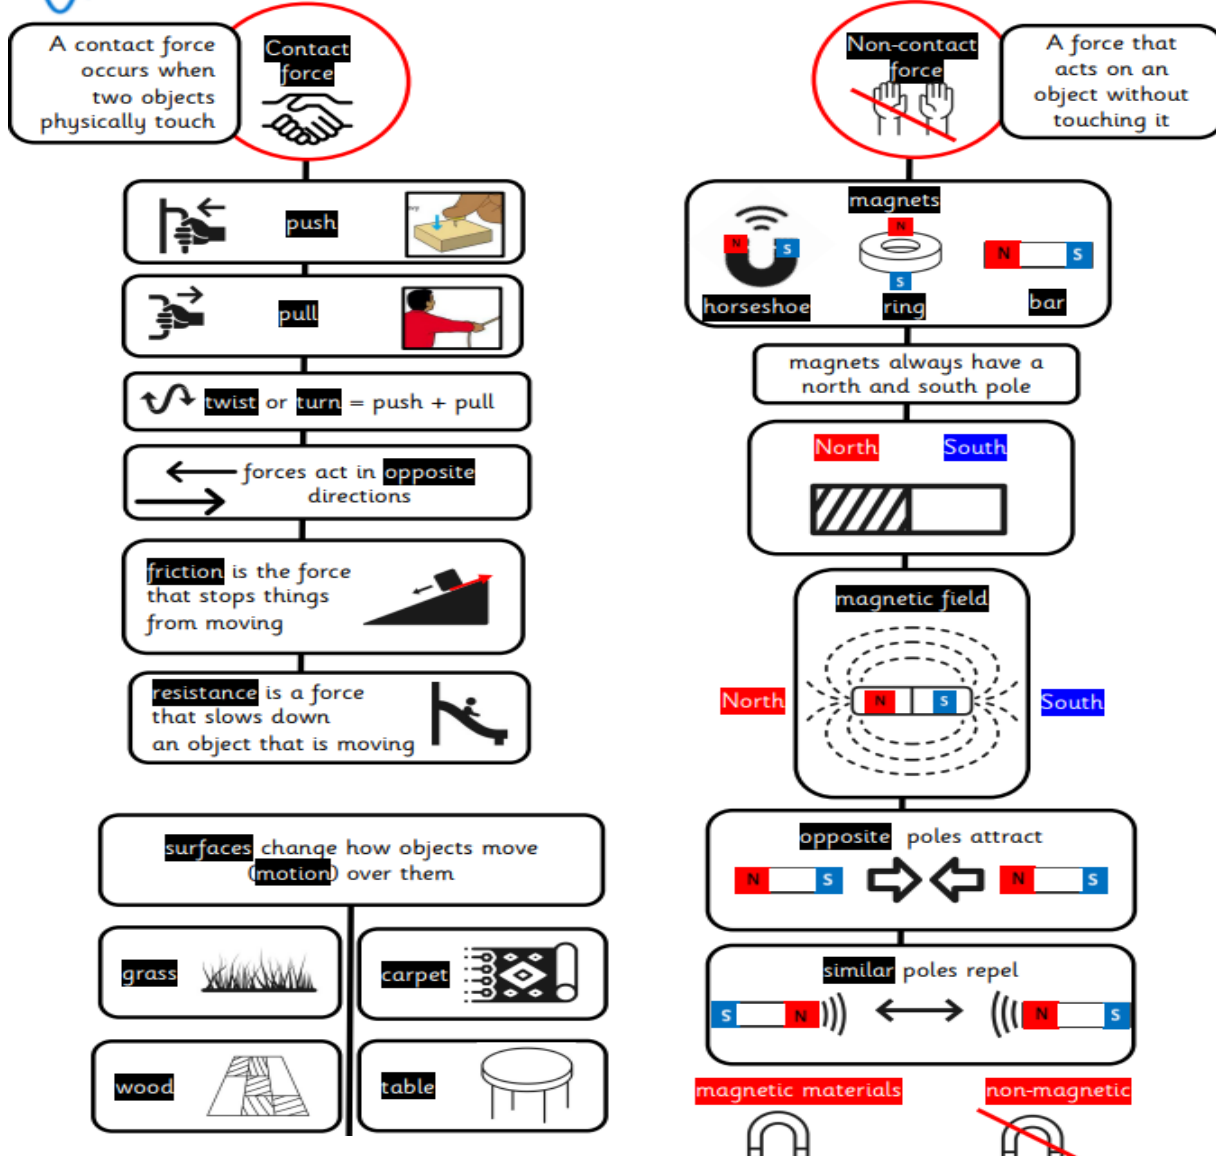 A contact force
occurs when
two objects
physically touch
Contact
force
push
pull
twist or turn = push + pull
forces act in opposite
directions
friction is the force
that stops things
from moving
resistance is a force
that slows down
an object that is moving
surfaces change how objects move
(motion) over them
grass
carpet
wood
table
Non-contact
force
A force that
acts on an
object without
touching it
magnets
N
N S
N S
S
horseshoe
ring
bar
magnets always have a
north and south pole
North South
magnetic field
North N S South
opposite poles attract
N S N S
similar poles repel
S N N S
magnetic materials
non-magnetic